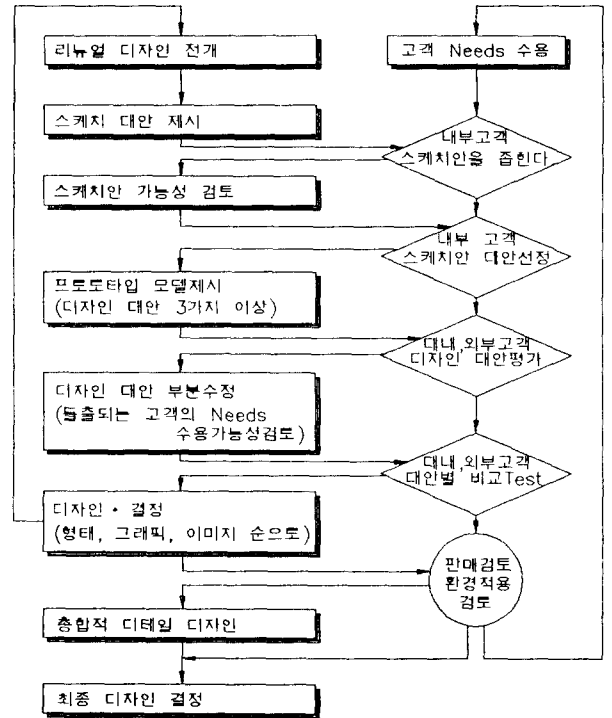 리뉴얼 디자인 전개
고객 Needs 수용
스케치 대안 제시
내부고객
스케치안을 좁힌다
스케치안 가능성 검토
내부 고객
스케치안 대안선정
프로토타입 모델제시
(디자인 대안 3가지 이상)
대내,외부고객
디자인 대안평가
디자인 대안 부분수정
(돌출되는 고객의 Needs
수용가능성검토)
대내,외부고객
대안별 비교Test
디자인·결정
(형태, 그래픽, 이미지 순으로)
판매검토
환경적용
검토
종합적 디테일 디자인
최종 디자인 결정